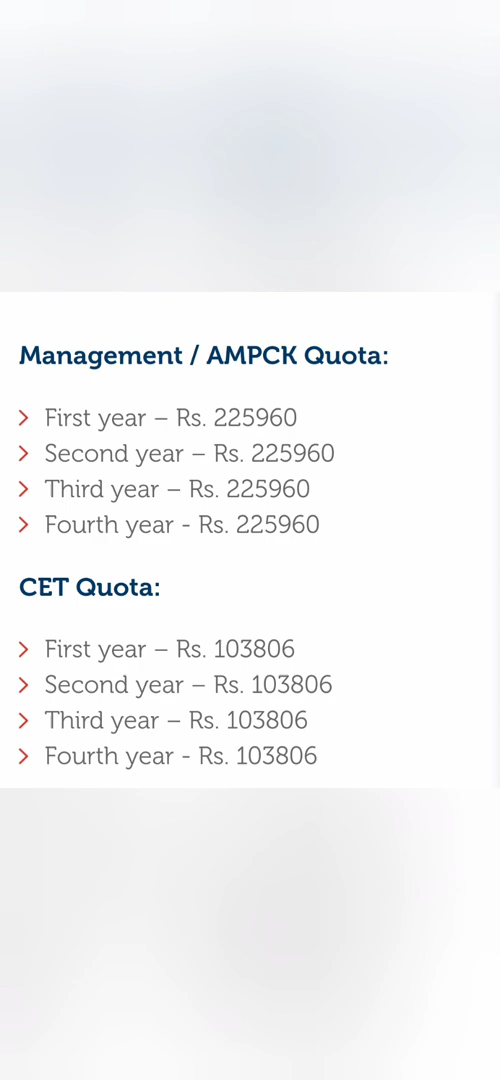 Management / AMPCK Quota:
First year – Rs. 225960
Second year – Rs. 225960
Third year – Rs. 225960
Fourth year - Rs. 225960
CET Quota:
First year – Rs. 103806
Second year – Rs. 103806
Third year – Rs. 103806
Fourth year - Rs. 103806